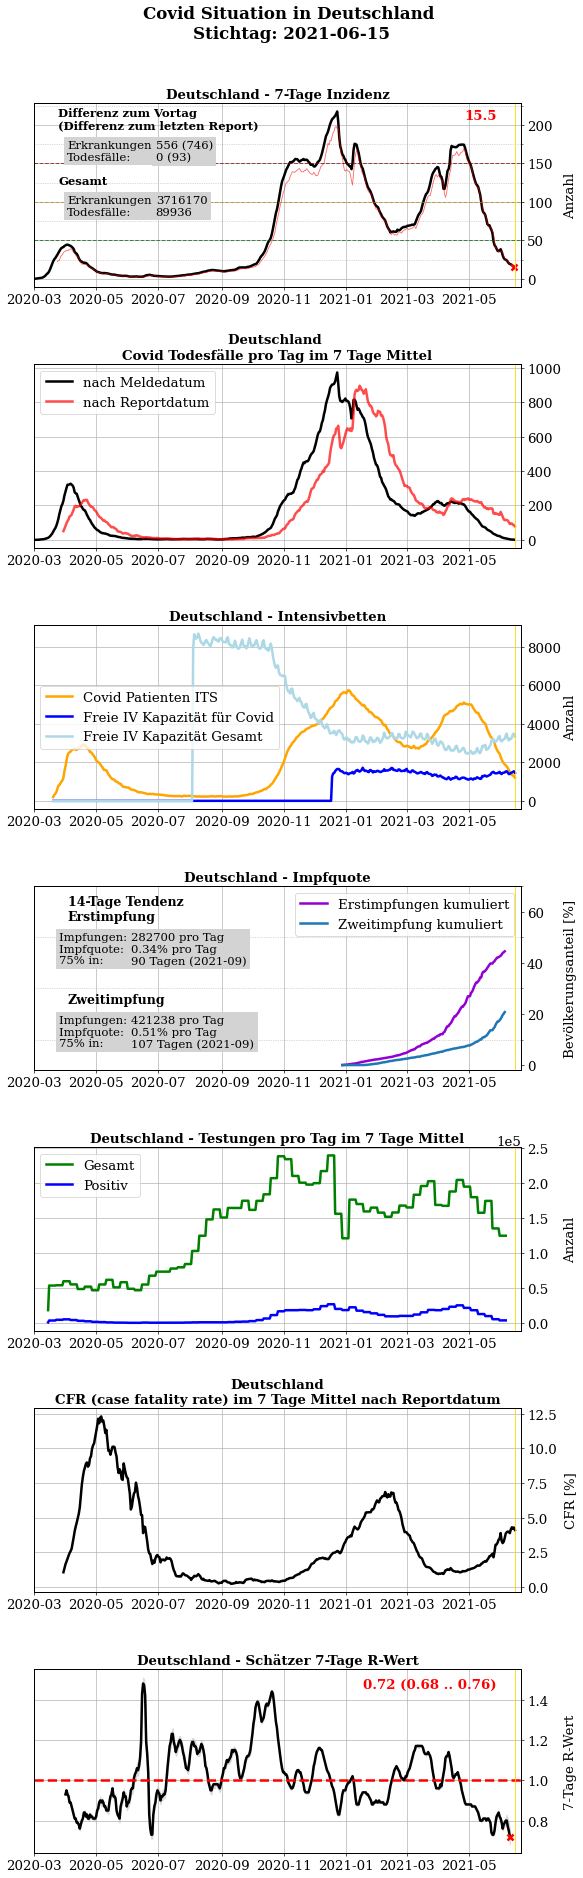 Covid Situation in Deutschland
Stichtag: 2021-06-15
Deutschland - 7-Tage Inzidenz
Differenz zum Vortag
(Differenz zum letzten Report)
Erkrankungen 556 (746)
Todesfälle: 0 (93)
Gesamt
Erkrankungen 3716170
Todesfälle: 89936
15.5
200
150
100
50
0
Anzahl
2020-03 2020-05 2020-07 2020-09 2020-11 2021-01 2021-03 2021-05
Deutschland
Covid Todesfälle pro Tag im 7 Tage Mittel
nach Meldedatum
nach Reportdatum
1000
800
600
400
200
0
2020-03 2020-05 2020-07 2020-09 2020-11 2021-01 2021-03 2021-05
Deutschland - Intensivbetten
Covid Patienten ITS
Freie IV Kapazität für Covid
Freie IV Kapazität Gesamt
8000
6000
4000
2000
0
Anzahl
2020-03 2020-05 2020-07 2020-09 2020-11 2021-01 2021-03 2021-05
Deutschland - Impfquote
14-Tage Tendenz
Erstimpfung
Impfungen: 282700 pro Tag
Impfquote: 0.34% pro Tag
75% in: 90 Tagen (2021-09)
Zweitimpfung
Impfungen: 421238 pro Tag
Impfquote: 0.51% pro Tag
75% in: 107 Tagen (2021-09)
Erstimpfungen kumuliert
Zweitimpfung kumuliert
60
40
20
0
Bevölkerungsanteil [%]
2020-03 2020-05 2020-07 2020-09 2020-11 2021-01 2021-03 2021-05
Deutschland - Testungen pro Tag im 7 Tage Mittel
1e5
Gesamt
Positiv
2.5
2.0
1.5
1.0
0.5
0.0
Anzahl
2020-03 2020-05 2020-07 2020-09 2020-11 2021-01 2021-03 2021-05
Deutschland
CFR (case fatality rate) im 7 Tage Mittel nach Reportdatum
12.5
10.0
7.5
5.0
2.5
0.0
CFR [%]
2020-03 2020-05 2020-07 2020-09 2020-11 2021-01 2021-03 2021-05
Deutschland - Schätzer 7-Tage R-Wert
0.72 (0.68 .. 0.76)
1.4
1.2
1.0
0.8
7-Tage R-Wert
2020-03 2020-05 2020-07 2020-09 2020-11 2021-01 2021-03 2021-05